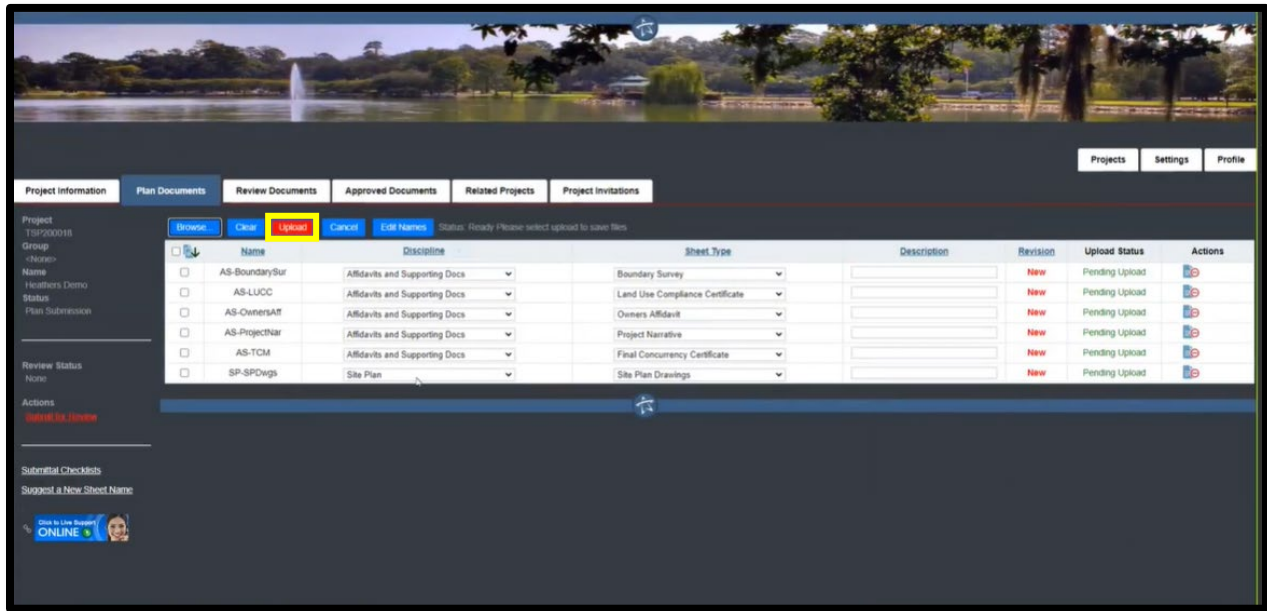 Projects Settings Profile
Project Information Plan Documents Review Documents Approved Documents Related Projects Project Invitations
Project
TSP200018
Group
<None>
Name
Heathers Demo
Status
Plan Submission
Review Status
None
Actions
Submit for Review
Submittal Checklists
Suggest a New Sheet Name
Click to Live Support
ONLINE
Browse... Clear Upload Cancel Edit Names Status: Ready Please select upload to save files
Name Discipline Sheet Type Description Revision Upload Status Actions
AS-BoundarySur Affidavits and Supporting Docs Boundary Survey New Pending Upload
AS-LUCC Affidavits and Supporting Docs Land Use Compliance Certificate New Pending Upload
AS-OwnersAff Affidavits and Supporting Docs Owners Affidavit New Pending Upload
AS-ProjectNar Affidavits and Supporting Docs Project Narrative New Pending Upload
AS-TCM Affidavits and Supporting Docs Final Concurrency Certificate New Pending Upload
SP-SPDwgs Site Plan Site Plan Drawings New Pending Upload